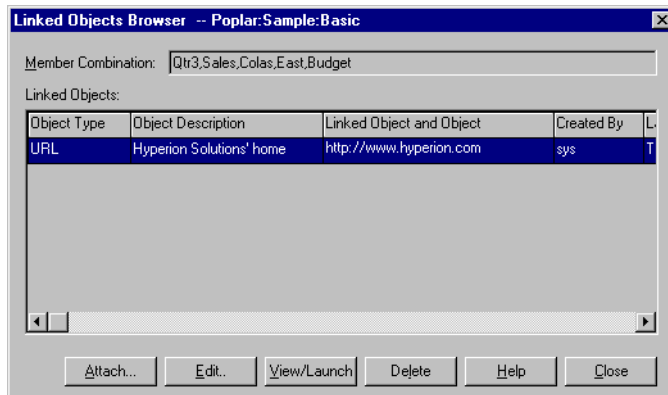 Linked Objects Browser -- Poplar:Sample:Basic
Member Combination: Qtr3,Sales,Colas,East,Budget
Linked Objects:
Object Type Object Description Linked Object and Object Created By
URL Hyperion Solutions' home http://www.hyperion.com sys T
Attach... Edit.. View/Launch Delete Help Close